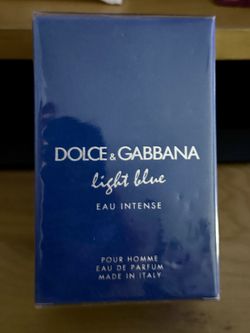 DOLCE & GABBANA
light blue
EAU INTENSE
POUR HOMME
EAU DE PARFUM
MADE IN ITALY